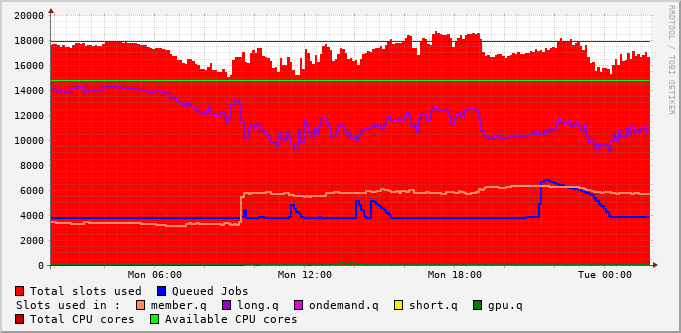 20000
18000
16000
14000
12000
10000
8000
6000
4000
2000
0
Mon 06:00 Mon 12:00 Mon 18:00 Tue 00:00
Total slots used Queued Jobs
Slots used in : member.q long.q ondemand.q short.q gpu.q
Total CPU cores Available CPU cores
RRDTOOL / TOBI OETIKER